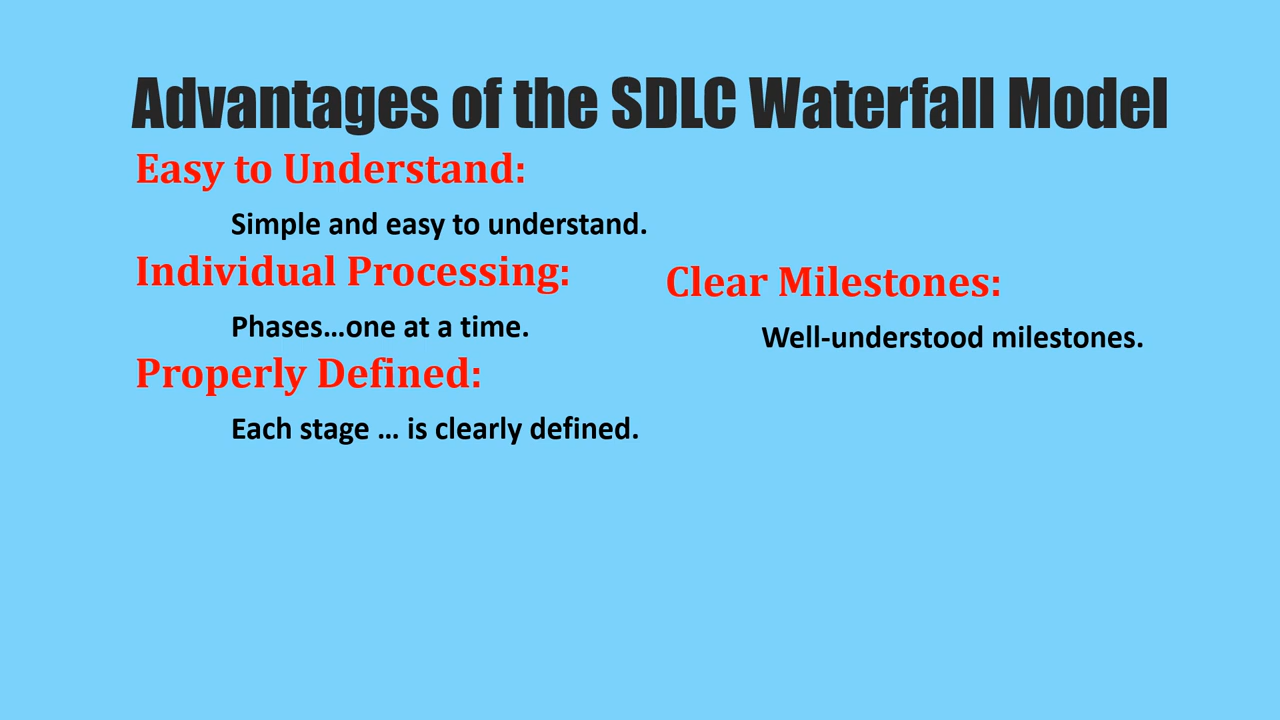 Advantages of the SDLC Waterfall Model
Easy to Understand:
Simple and easy to understand.
Individual Processing:
Phases...one at a time.
Properly Defined:
Each stage ... is clearly defined.
Clear Milestones:
Well-understood milestones.